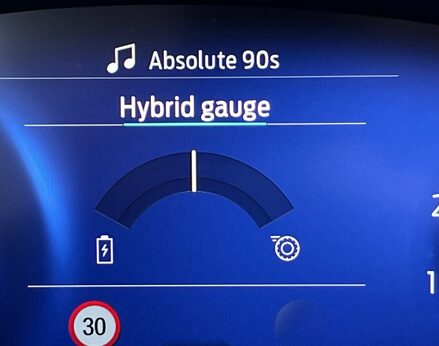 Absolute 90s
Hybrid gauge
30